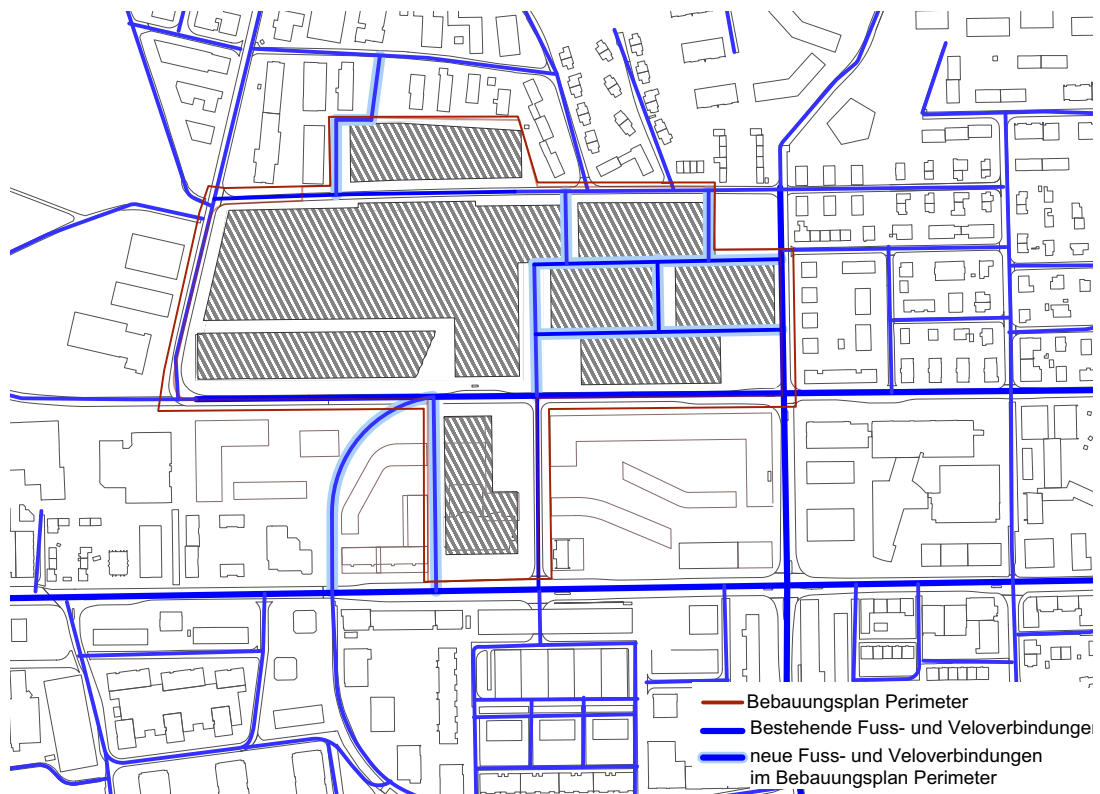 Bebauungsplan Perimeter
Bestehende Fuss- und Veloverbindungen
neue Fuss- und Veloverbindungen
im Bebauungsplan Perimeter